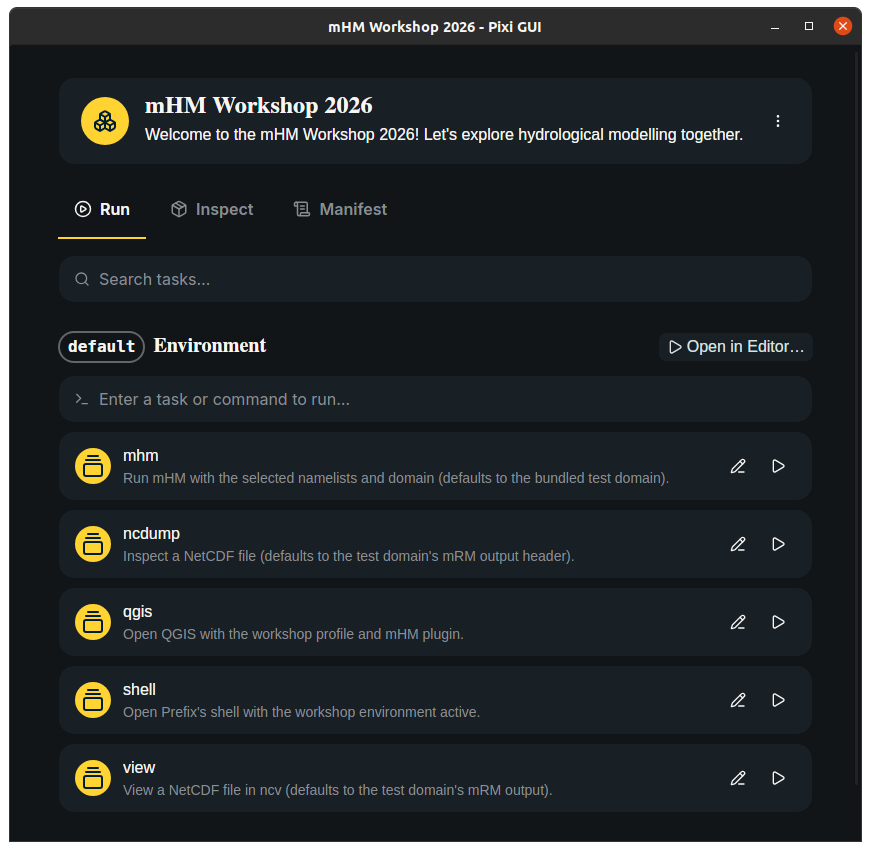 mHM Workshop 2026 - Pixi GUI
mHM Workshop 2026
Welcome to the mHM Workshop 2026! Let's explore hydrological modelling together.
Run Inspect Manifest
Search tasks...
default Environment Open in Editor…
Enter a task or command to run...
mhm
Run mHM with the selected namelists and domain (defaults to the bundled test domain).
ncdump
Inspect a NetCDF file (defaults to the test domain's mRM output header).
qgis
Open QGIS with the workshop profile and mHM plugin.
shell
Open Prefix's shell with the workshop environment active.
view
View a NetCDF file in ncv (defaults to the test domain's mRM output).